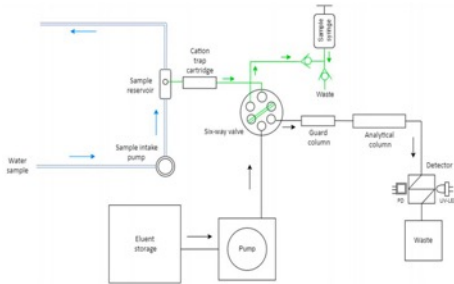 Sample
syringe
Cation
trap
cartridge
Sample
reservoir
Waste
Six-way valve
Guard
column
Analytical
column
Water
sample
Sample intake
pump
Detector
PD
UV-LED
Eluent
storage
Pump
Waste